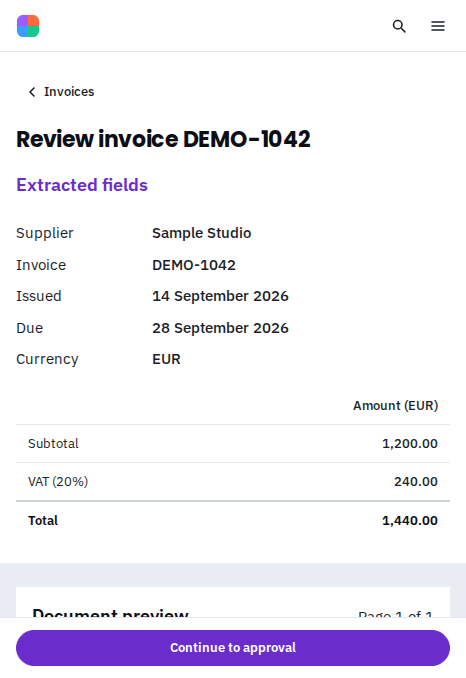 Invoices
Review invoice DEMO-1042
Extracted fields
Supplier Sample Studio
Invoice DEMO-1042
Issued 14 September 2026
Due 28 September 2026
Currency EUR
Amount (EUR)
Subtotal 1,200.00
VAT (20%) 240.00
Total 1,440.00
Document preview Page 1 of 1
Continue to approval